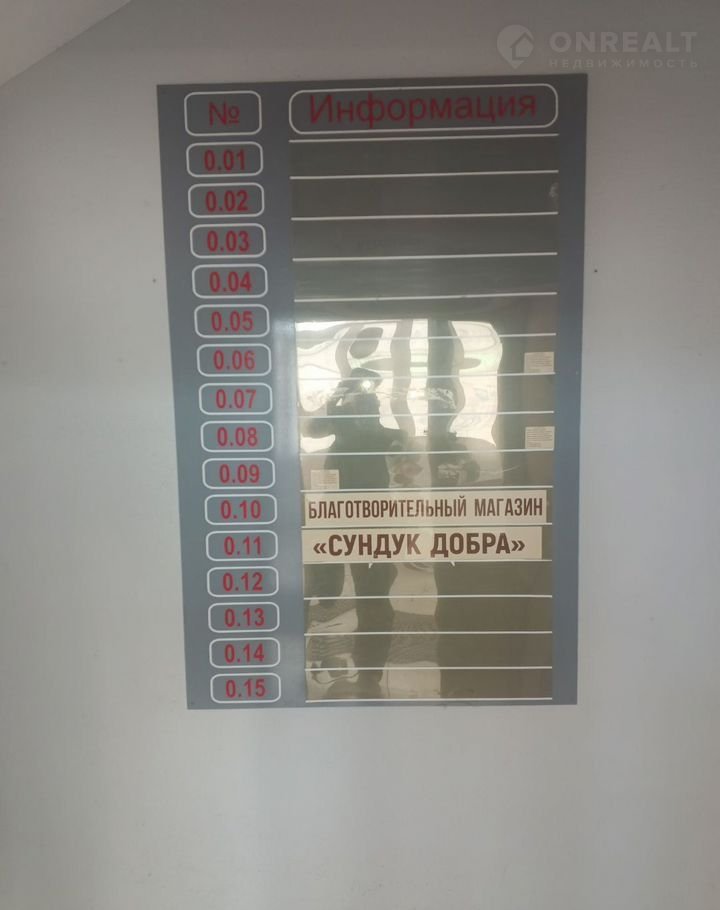 ONREALT
НЕДВИЖИМОСТЬ
№ Информация
0.01
0.02
0.03
0.04
0.05
0.06
0.07
0.08
0.09
0.10 БЛАГОТВОРИТЕЛЬНЫЙ МАГАЗИН
0.11 «СУНДУК ДОБРА»
0.12
0.13
0.14
0.15